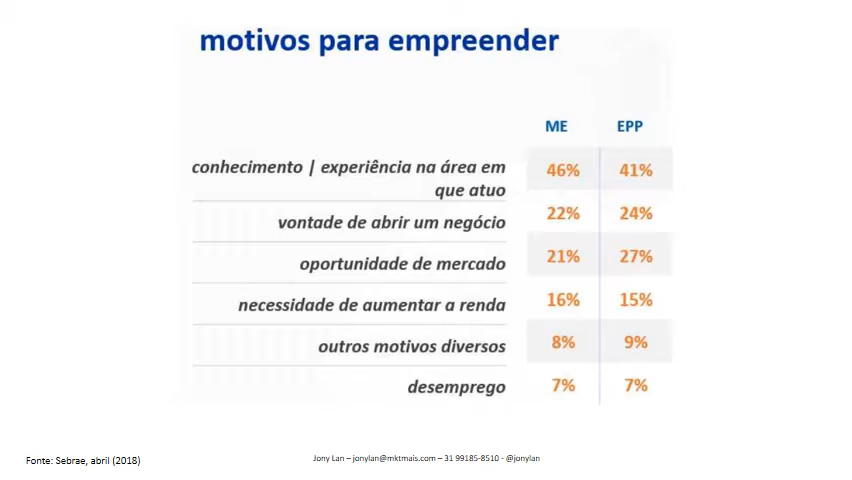 motivos para empreender
ME EPP
conhecimento | experiência na área em
que atuo 46% 41%
vontade de abrir um negócio 22% 24%
oportunidade de mercado 21% 27%
necessidade de aumentar a renda 16% 15%
outros motivos diversos 8% 9%
desemprego 7% 7%
Fonte: Sebrae, abril (2018)
Jony Lan – jonylan@mktmais.com – 31 99185-8510 - @jonylan